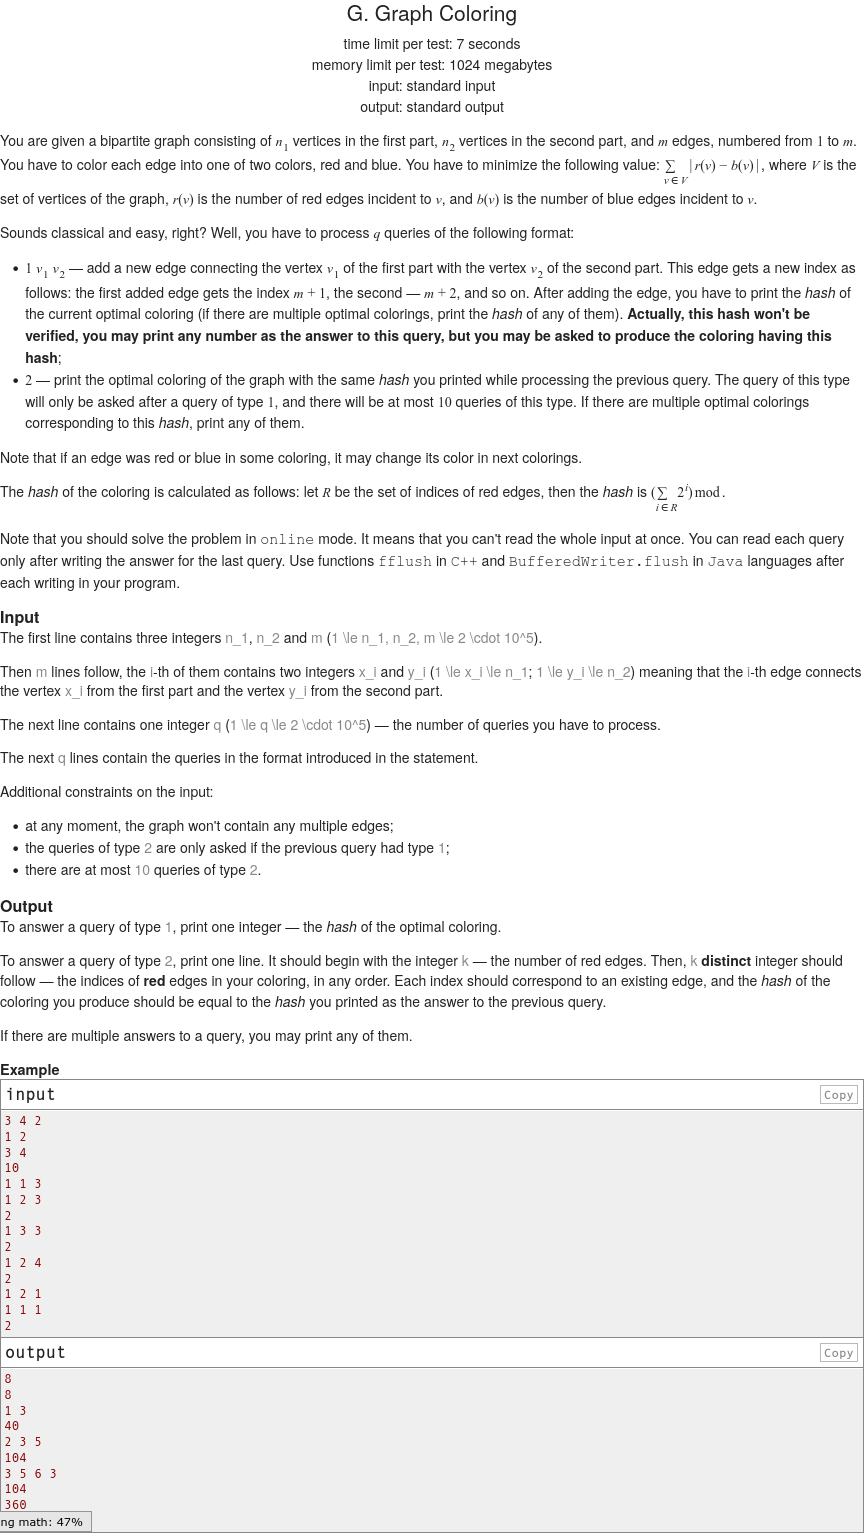 G. Graph Coloring
time limit per test: 7 seconds
memory limit per test: 1024 megabytes
input: standard input
output: standard output
You are given a bipartite graph consisting of n1 vertices in the first part, n2 vertices in the second part, and m edges, numbered from 1 to m.
You have to color each edge into one of two colors, red and blue. You have to minimize the following value: ∑ v ∈ V |r(v) − b(v)|, where V is the
set of vertices of the graph, r(v) is the number of red edges incident to v, and b(v) is the number of blue edges incident to v.
Sounds classical and easy, right? Well, you have to process q queries of the following format:
• 1 v1 v2 — add a new edge connecting the vertex v1 of the first part with the vertex v2 of the second part. This edge gets a new index as
follows: the first added edge gets the index m + 1, the second — m + 2, and so on. After adding the edge, you have to print the hash of
the current optimal coloring (if there are multiple optimal colorings, print the hash of any of them). Actually, this hash won't be
verified, you may print any number as the answer to this query, but you may be asked to produce the coloring having this
hash;
• 2 — print the optimal coloring of the graph with the same hash you printed while processing the previous query. The query of this type
will only be asked after a query of type 1, and there will be at most 10 queries of this type. If there are multiple optimal colorings
corresponding to this hash, print any of them.
Note that if an edge was red or blue in some coloring, it may change its color in next colorings.
The hash of the coloring is calculated as follows: let R be the set of indices of red edges, then the hash is (∑ i ∈ R 2^i) mod .
Note that you should solve the problem in online mode. It means that you can't read the whole input at once. You can read each query
only after writing the answer for the last query. Use functions fflush in C++ and BufferedWriter.flush in Java languages after
each writing in your program.
Input
The first line contains three integers n_1, n_2 and m (1 \le n_1, n_2, m \le 2 \cdot 10^5).
Then m lines follow, the i-th of them contains two integers x_i and y_i (1 \le x_i \le n_1; 1 \le y_i \le n_2) meaning that the i-th edge connects
the vertex x_i from the first part and the vertex y_i from the second part.
The next line contains one integer q (1 \le q \le 2 \cdot 10^5) — the number of queries you have to process.
The next q lines contain the queries in the format introduced in the statement.
Additional constraints on the input:
• at any moment, the graph won't contain any multiple edges;
• the queries of type 2 are only asked if the previous query had type 1;
• there are at most 10 queries of type 2.
Output
To answer a query of type 1, print one integer — the hash of the optimal coloring.
To answer a query of type 2, print one line. It should begin with the integer k — the number of red edges. Then, k distinct integer should
follow — the indices of red edges in your coloring, in any order. Each index should correspond to an existing edge, and the hash of the
coloring you produce should be equal to the hash you printed as the answer to the previous query.
If there are multiple answers to a query, you may print any of them.
Example
input
Copy
3 4 2
1 2
3 4
10
1 1 3
1 2 3
2
1 3 3
2
1 2 4
2
1 2 1
1 1 1
2
output
Copy
8
8
1 3
40
2 3 5
104
3 5 6 3
104
360
ng math: 47%